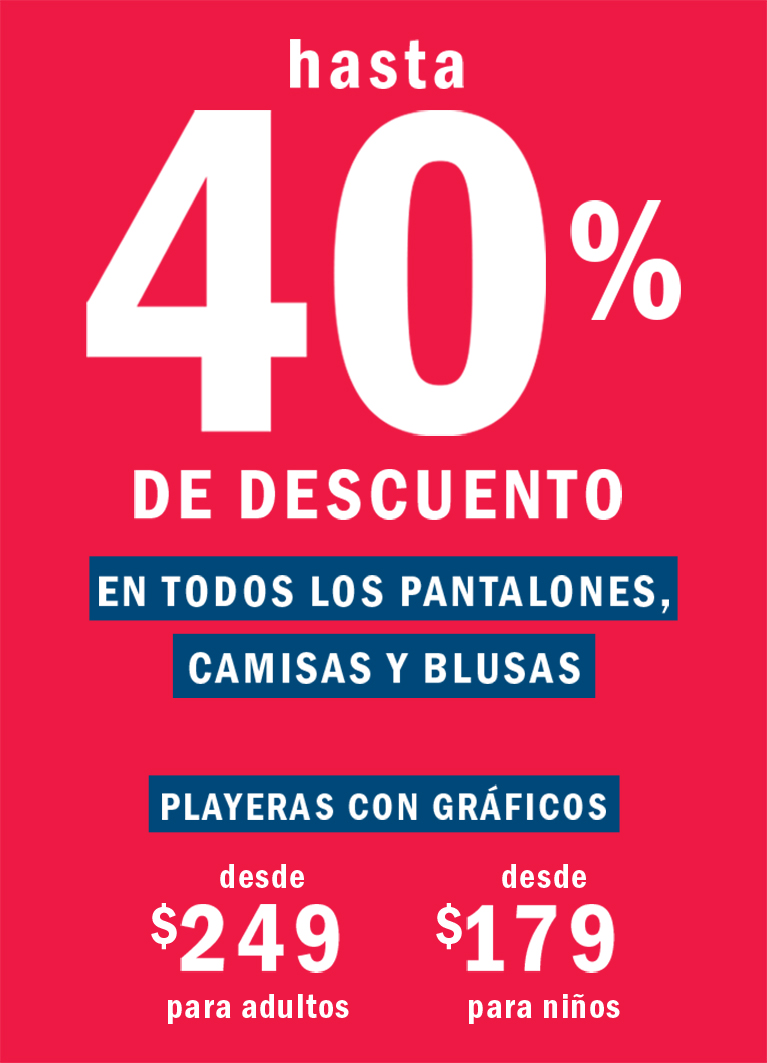 hasta
40%
DE DESCUENTO
EN TODOS LOS PANTALONES,
CAMISAS Y BLUSAS
PLAYERAS CON GRÁFICOS
desde desde
$249 $179
para adultos para niños